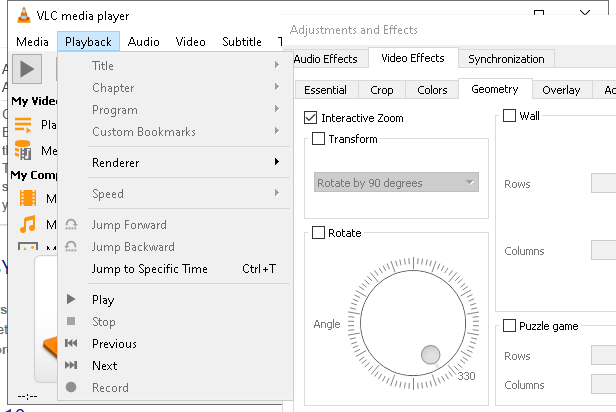 VLC media player
Media Playback Audio Video Subtitle
Title
Chapter
Program
Custom Bookmarks
Renderer
Speed
Jump Forward
Jump Backward
Jump to Specific Time Ctrl+T
Play
Stop
Previous
Next
Record
My Vide
Pla
Me
My Comp
M
M
M
--:--
Adjustments and Effects
Audio Effects Video Effects Synchronization
Essential Crop Colors Geometry Overlay
Interactive Zoom
Transform
Rotate by 90 degrees
Rotate
Angle
330
Wall
Rows
Columns
Puzzle game
Rows
Columns